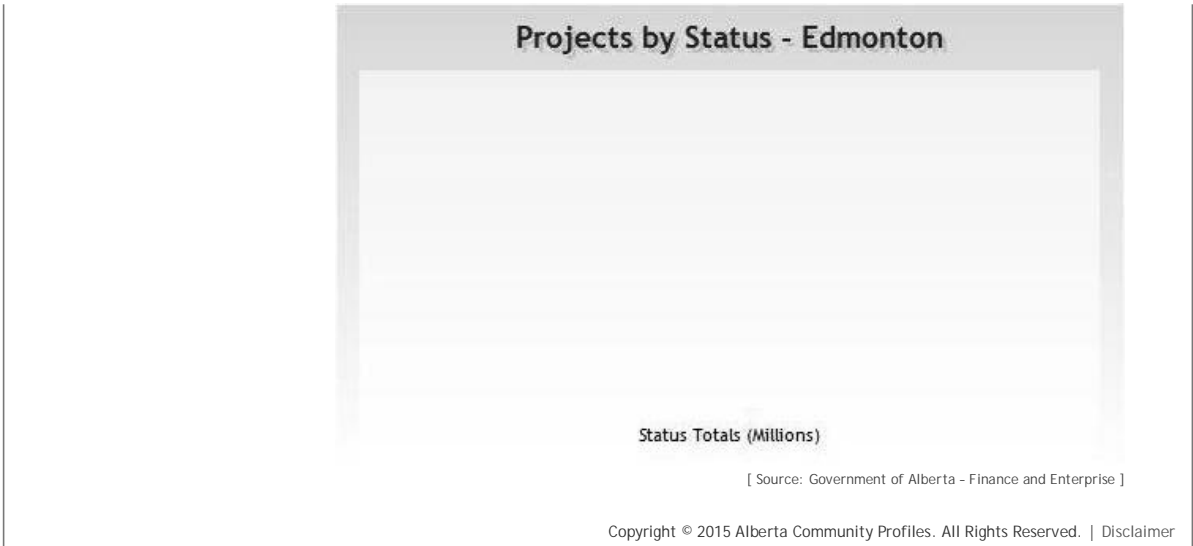 Projects by Status - Edmonton
Status Totals (Millions)
[ Source: Government of Alberta – Finance and Enterprise ]
Copyright © 2015 Alberta Community Profiles. All Rights Reserved. | Disclaimer